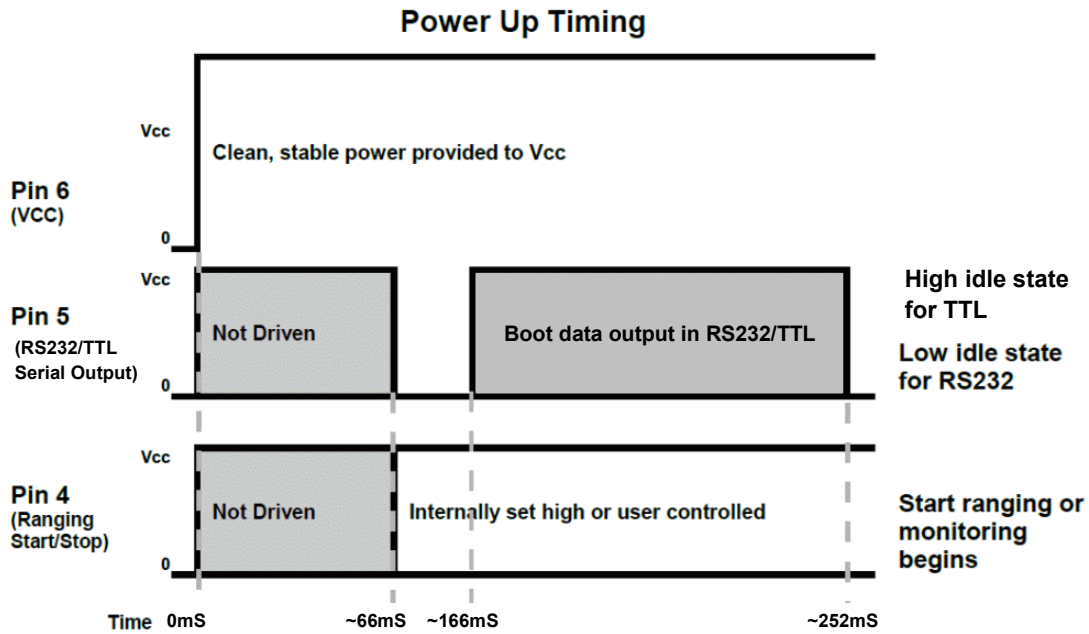 Power Up Timing
Vcc
Clean, stable power provided to Vcc
Pin 6
(VCC)
0
Vcc
High idle state
for TTL
Pin 5
(RS232/TTL
Serial Output)
Not Driven
Boot data output in RS232/TTL
Low idle state
for RS232
0
Vcc
Pin 4
(Ranging
Start/Stop)
Not Driven
Internally set high or user controlled
Start ranging or
monitoring
begins
0
Time 0mS ~66mS ~166mS ~252mS